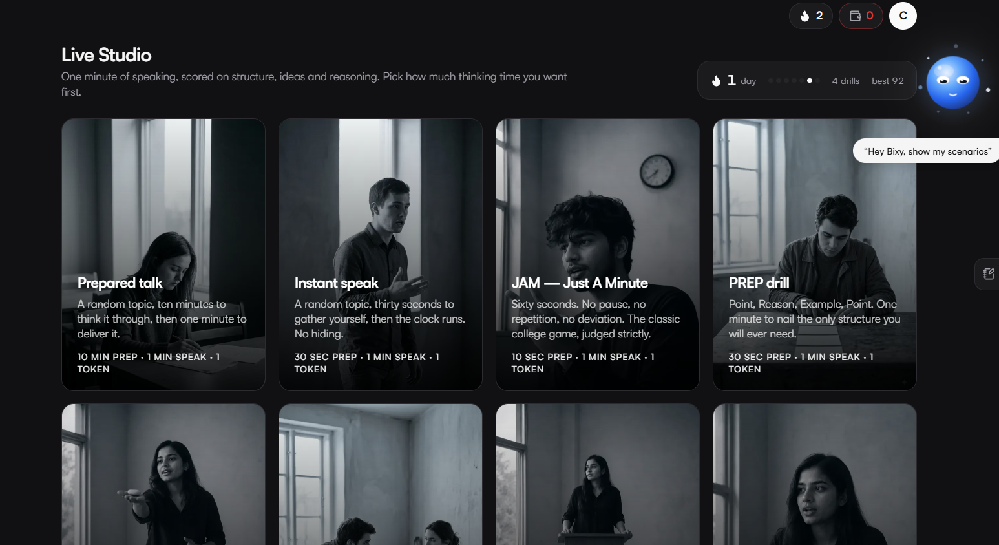 2
0
C
Live Studio
One minute of speaking, scored on structure, ideas and reasoning. Pick how much thinking time you want
first.
1 day
4 drills
best 92
"Hey Bixy, show my scenarios"
Prepared talk
A random topic, ten minutes to
think it through, then one minute to
deliver it.
10 MIN PREP • 1 MIN SPEAK • 1
TOKEN
Instant speak
A random topic, thirty seconds to
gather yourself, then the clock runs.
No hiding.
30 SEC PREP • 1 MIN SPEAK • 1
TOKEN
JAM — Just A Minute
Sixty seconds. No pause, no
repetition, no deviation. The classic
college game, judged strictly.
10 SEC PREP • 1 MIN SPEAK • 1
TOKEN
PREP drill
Point, Reason, Example, Point. One
minute to nail the only structure you
will ever need.
30 SEC PREP • 1 MIN SPEAK • 1
TOKEN